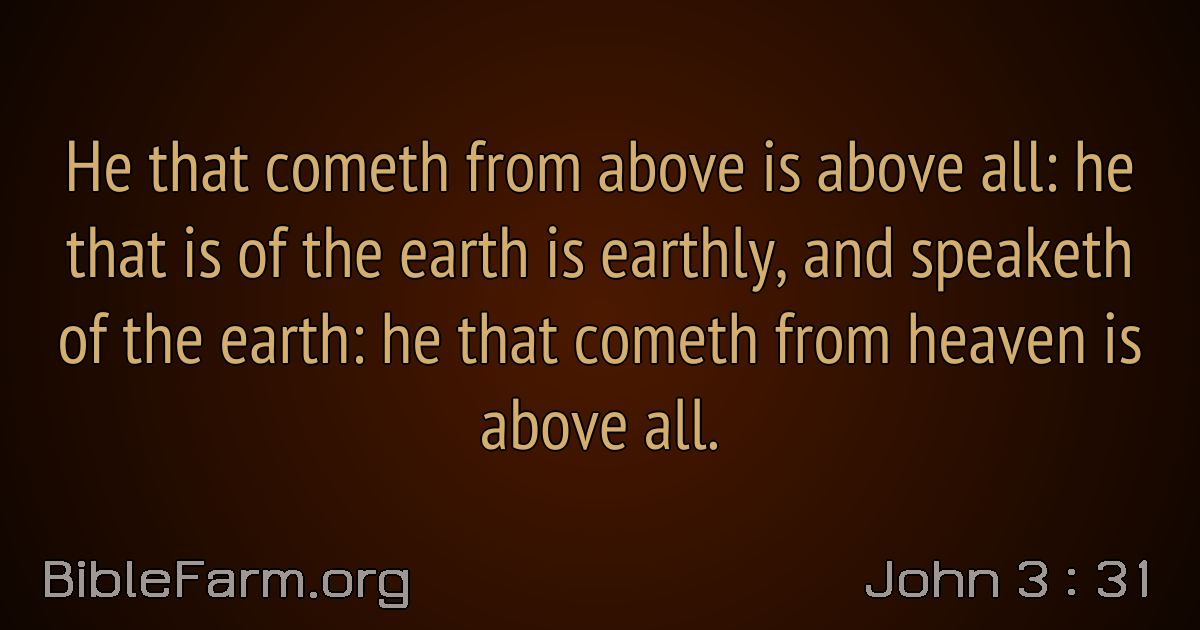 He that cometh from above is above all: he
that is of the earth is earthly, and speaketh
of the earth: he that cometh from heaven is
above all.
BibleFarm.org
John 3 : 31